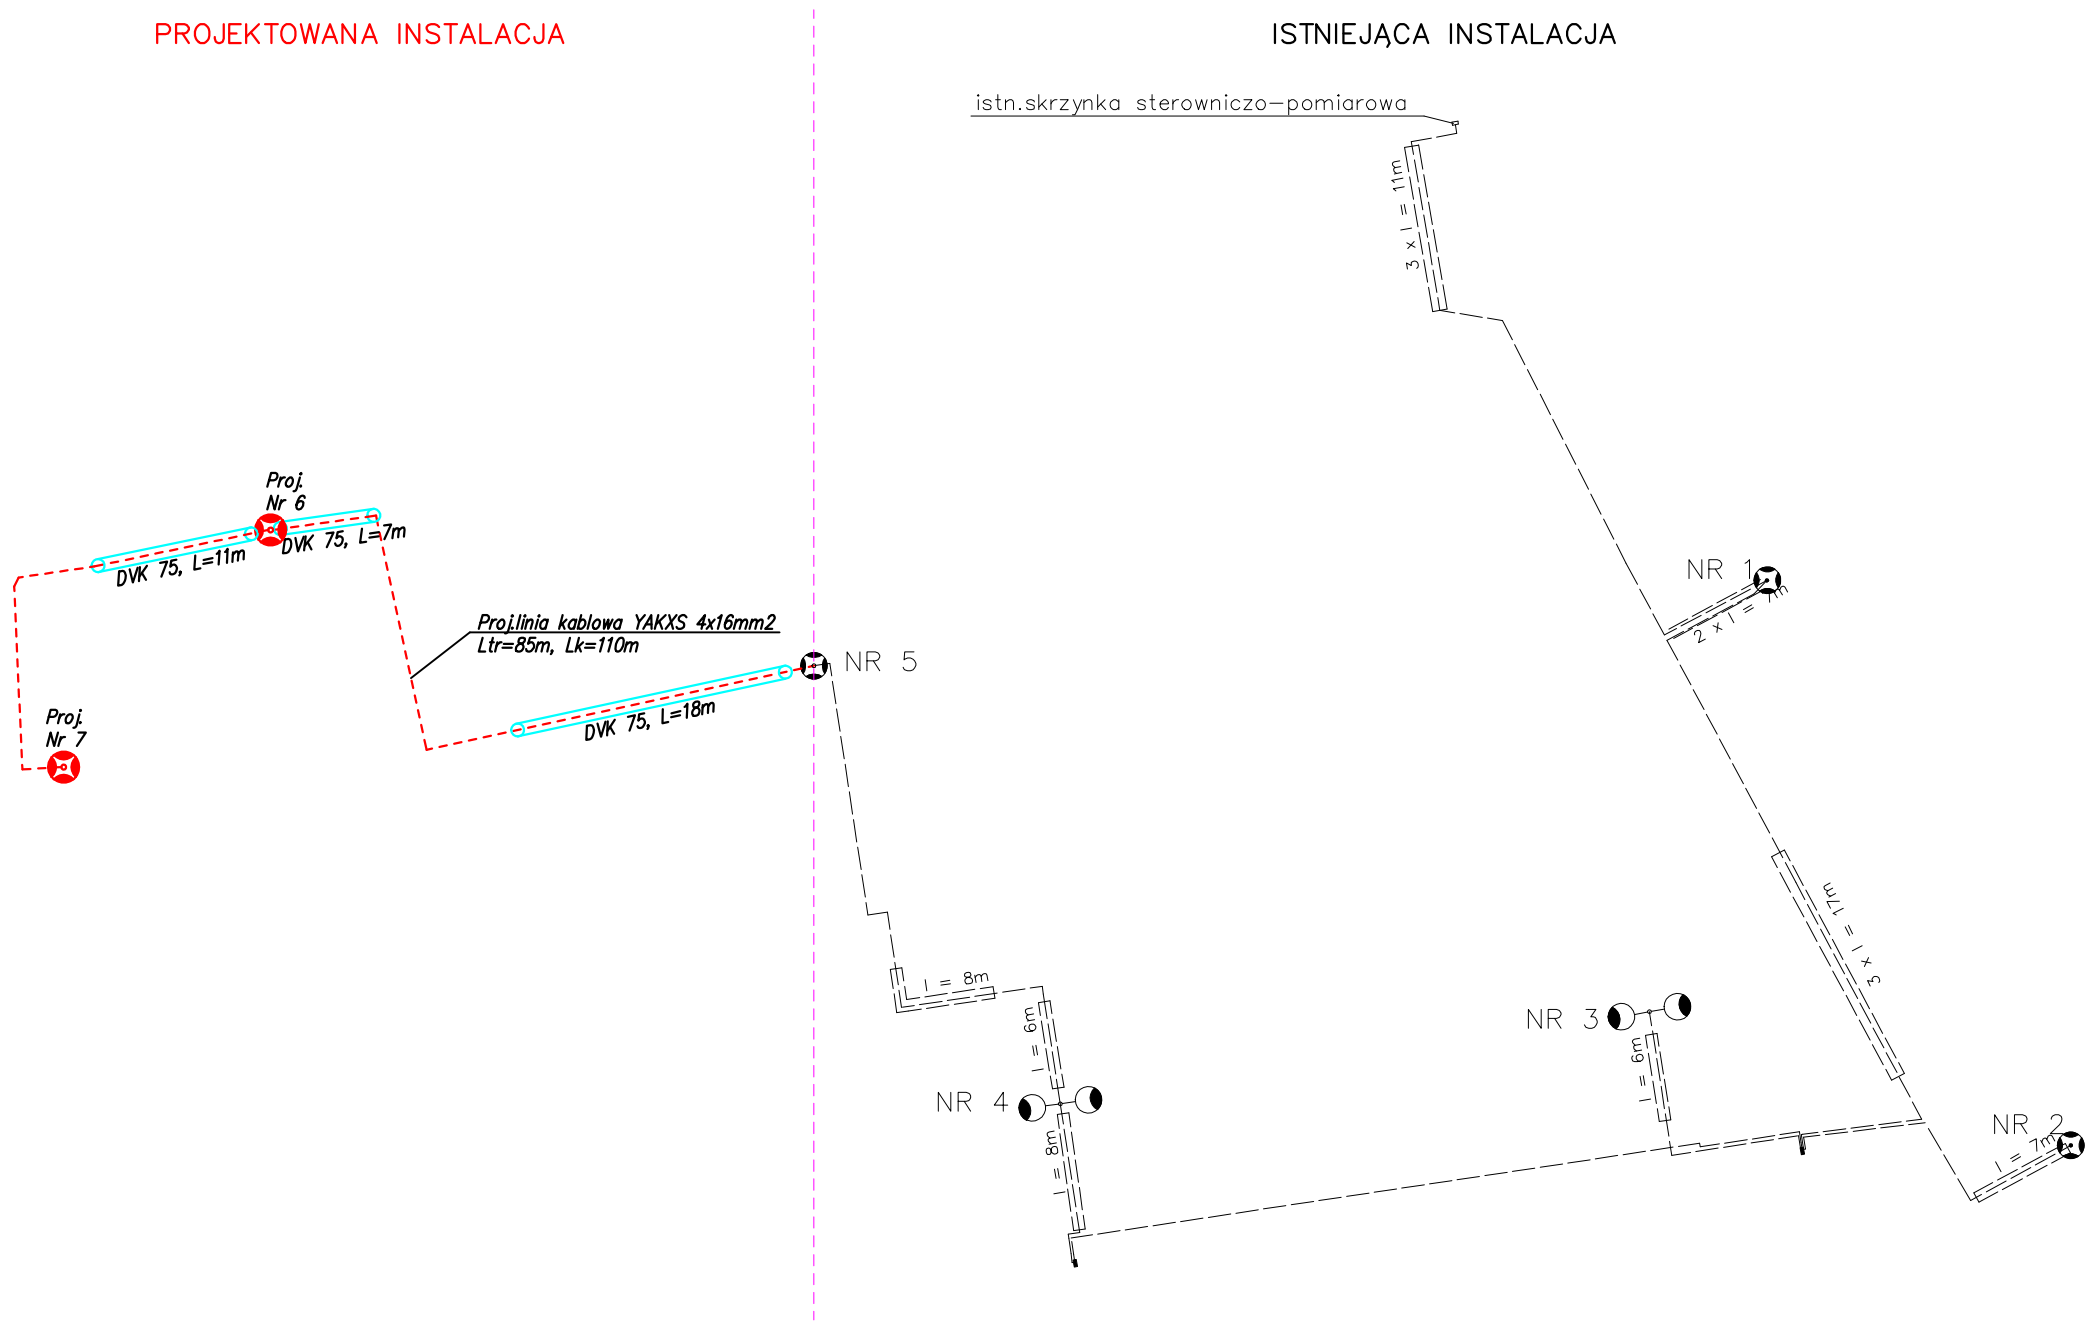 PROJEKTOWANA INSTALACJA
ISTNIEJĄCA INSTALACJA
istn.skrzynka sterowniczo-pomiarowa
3 x l = 11m
Proj.
Nr 6
DVK 75, L=7m
DVK 75, L=11m
NR 1
2 x l = 7m
Proj.linia kablowa YAKXS 4x16mm2
Ltr=85m, Lk=110m
NR 5
DVK 75, L=18m
Proj.
Nr 7
3 x l = 17m
l = 8m
l = 6m
NR 3
l = 6m
NR 4
l = 8m
NR 2
l = 7m